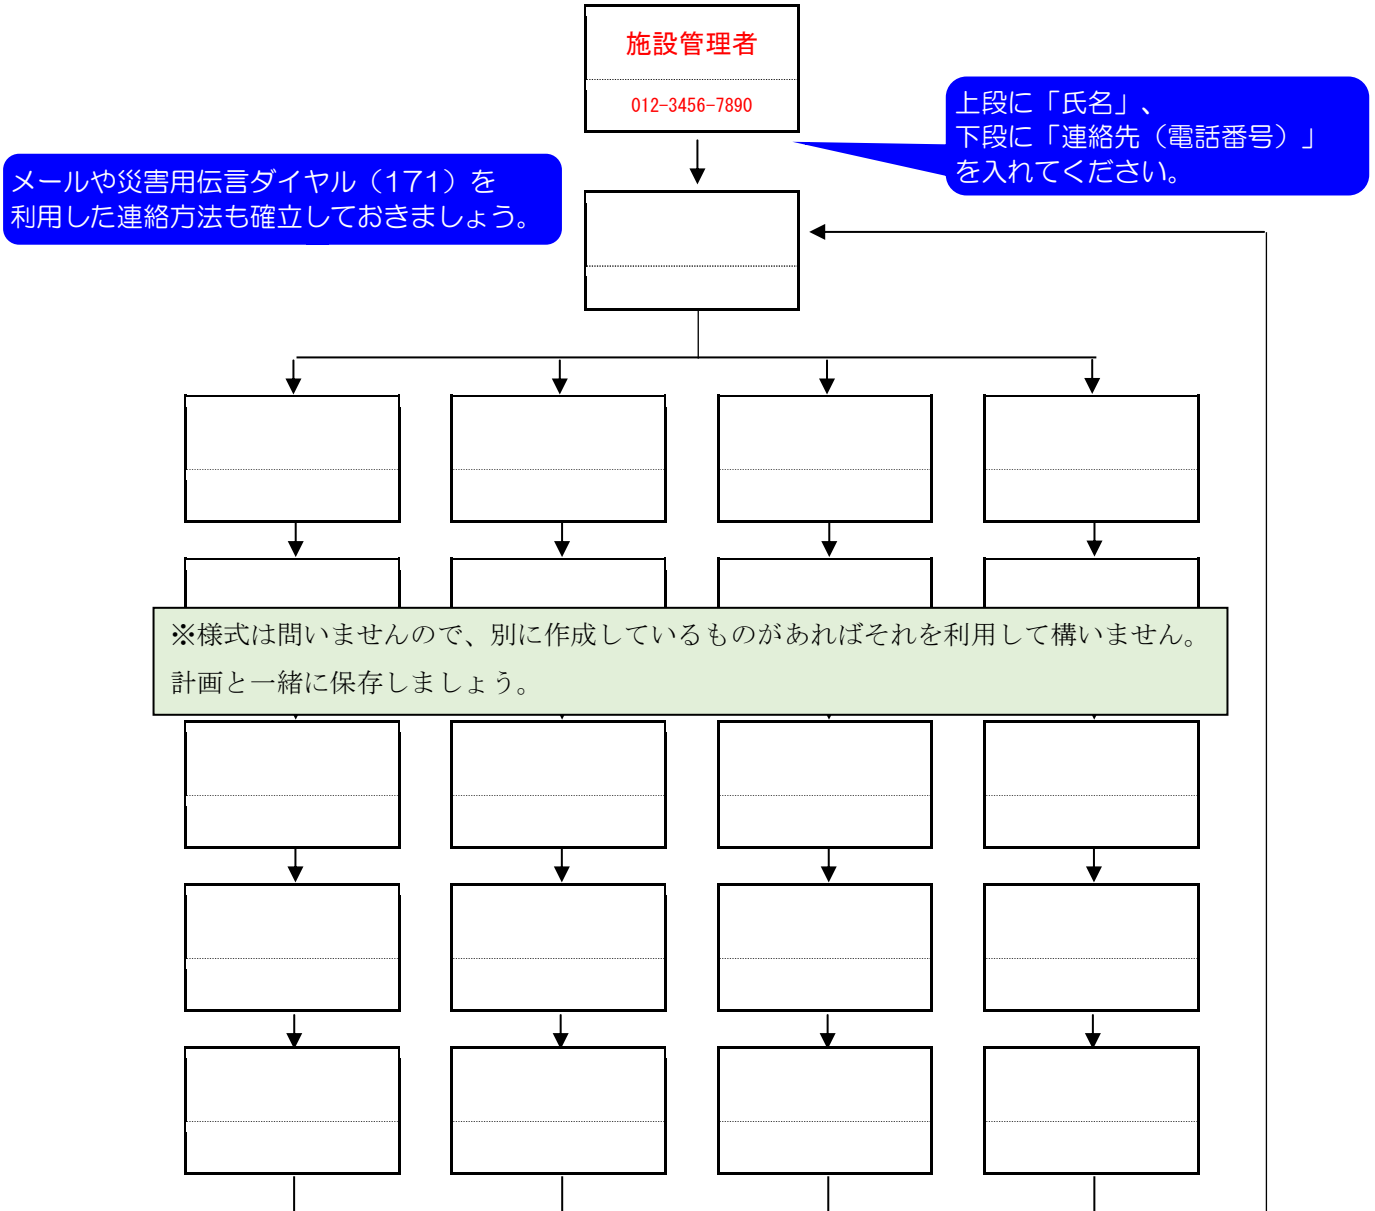 施設管理者
012-3456-7890
上段に「氏名」、
下段に「連絡先（電話番号）」
を入れてください。
メールや災害用伝言ダイヤル（171）を
利用した連絡方法も確立しておきましょう。
※様式は問いませんので、別に作成しているものがあればそれを利用して構いません。
計画と一緒に保存しましょう。